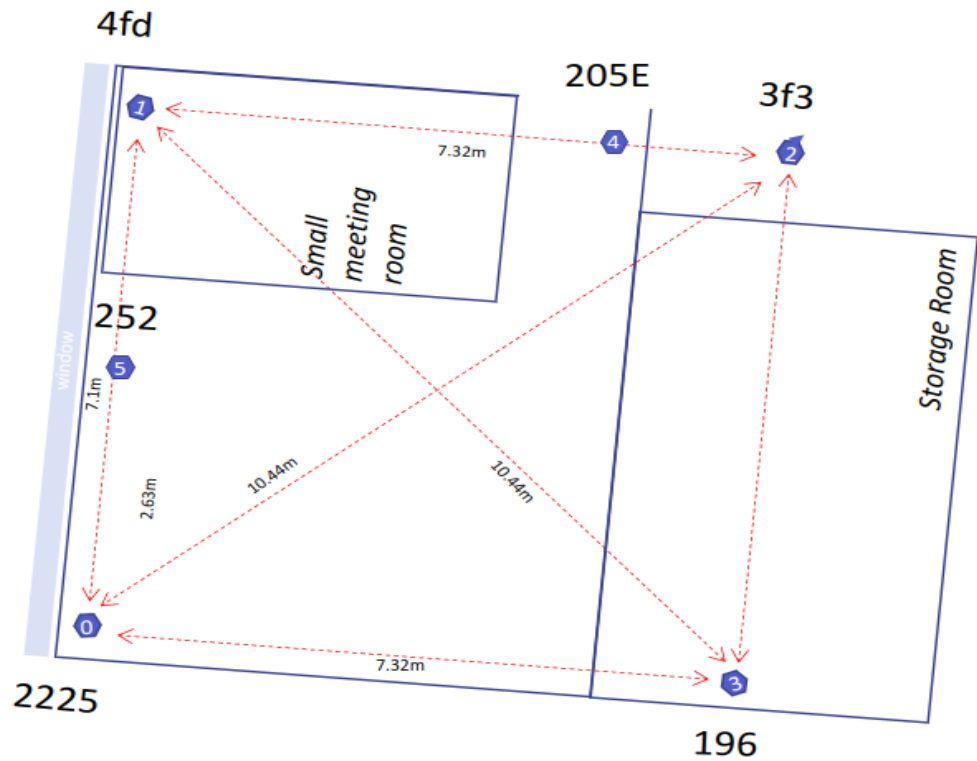 4fd
205E
3f3
1
4
2
7.32m
Small
meeting
room
Storage Room
252
window
5
7.1m
10.44m
10.44m
2.63m
0
7.32m
3
2225
196